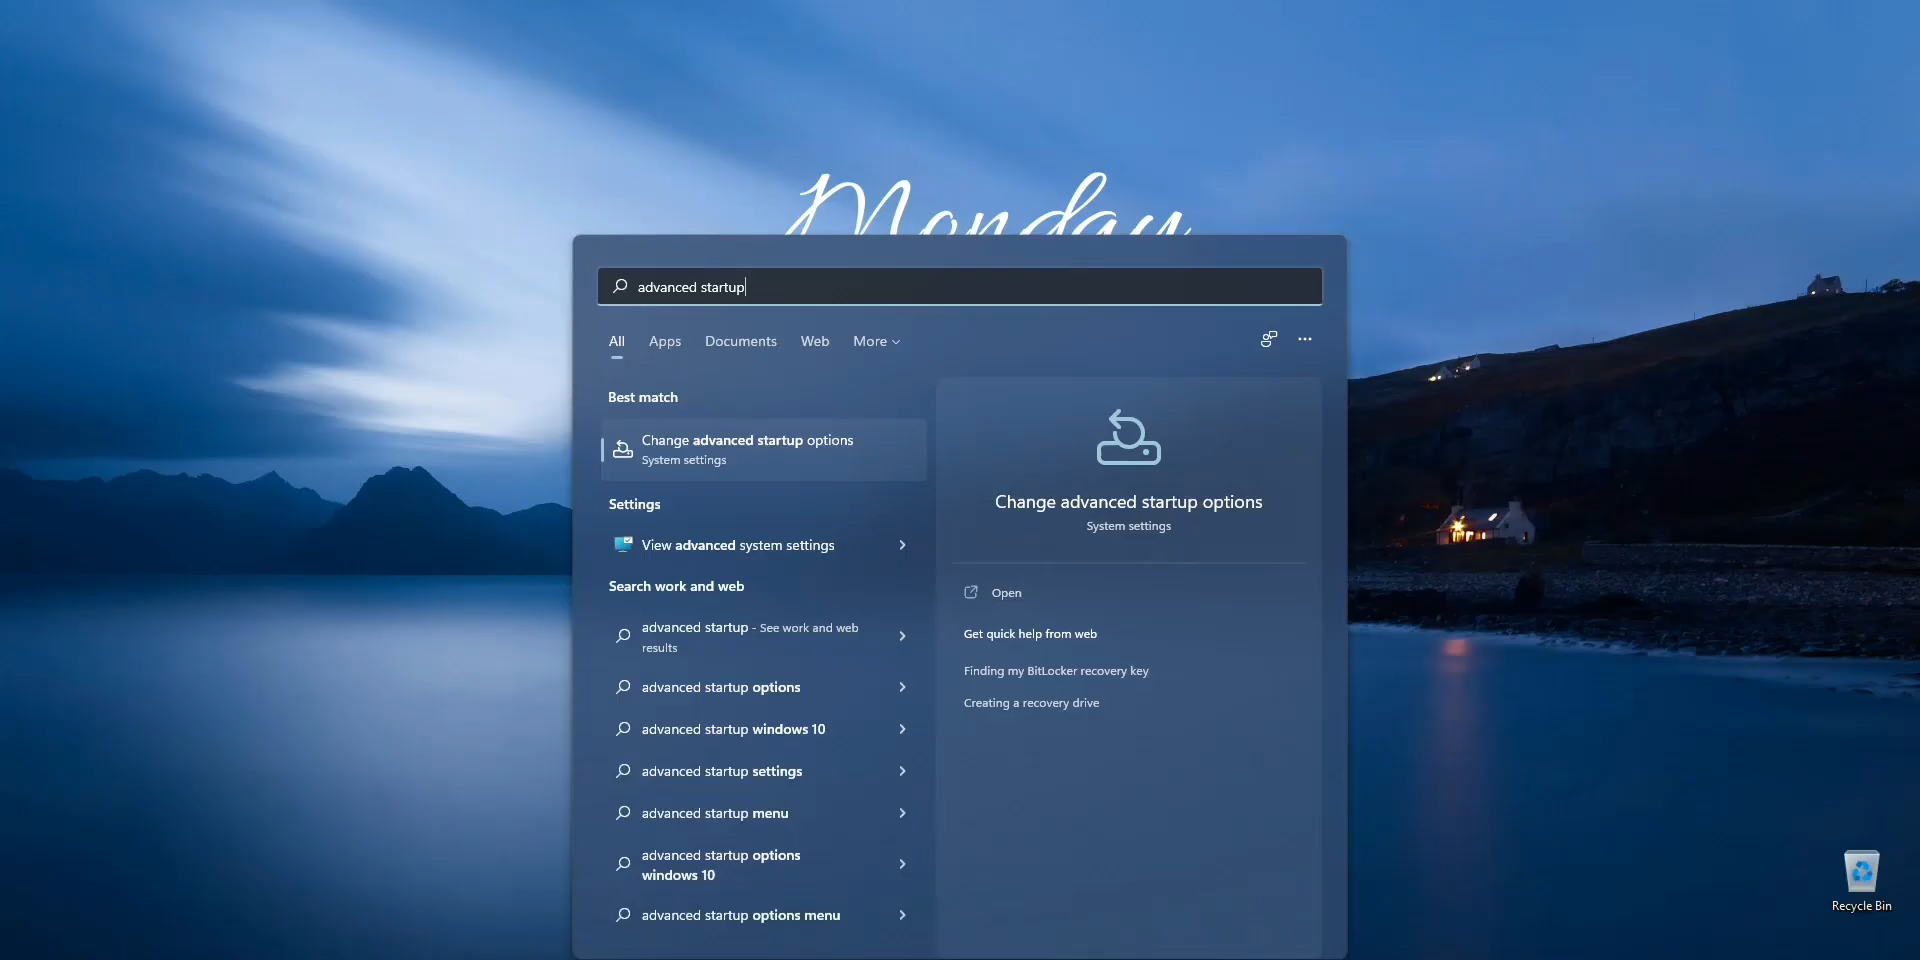 Monday
advanced startup
All Apps Documents Web More
Best match
Change advanced startup options
System settings
Settings
View advanced system settings
Search work and web
advanced startup - See work and web
results
advanced startup options
advanced startup windows 10
advanced startup settings
advanced startup menu
advanced startup options
windows 10
advanced startup options menu
Change advanced startup options
System settings
Open
Get quick help from web
Finding my BitLocker recovery key
Creating a recovery drive
Recycle Bin